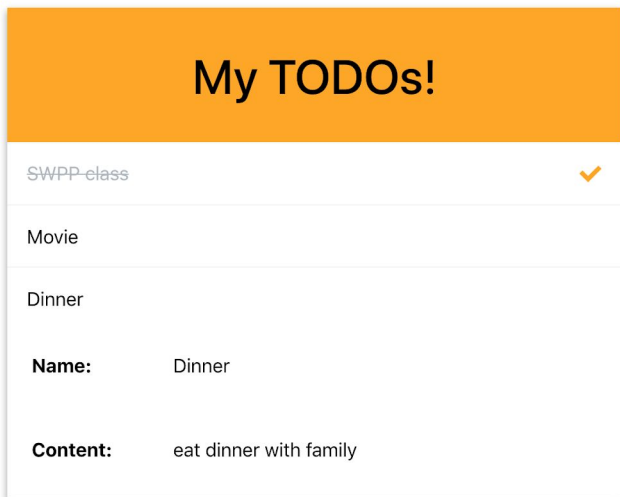 My TODOs!
SWPP class
Movie
Dinner
Name: Dinner
Content: eat dinner with family